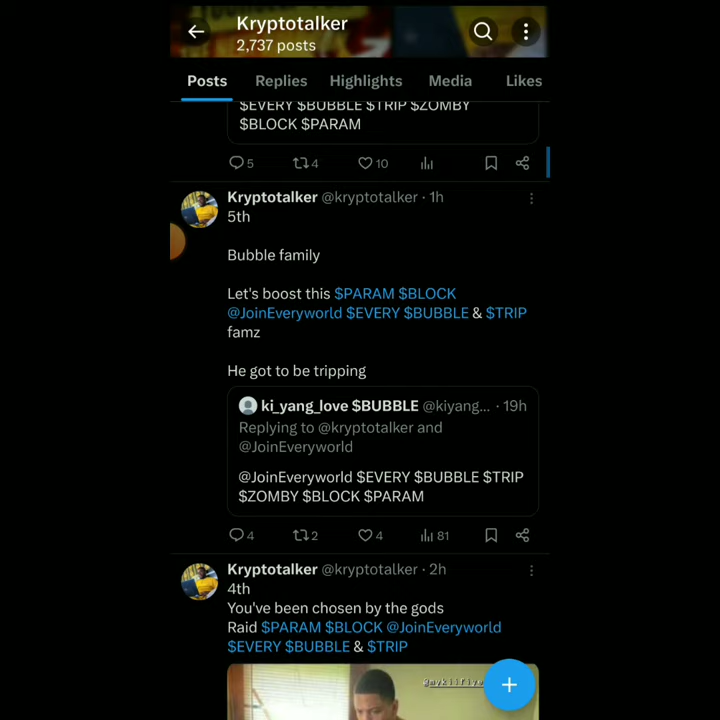 Kryptotalker
2,737 posts
Posts Replies Highlights Media Likes
$EVERY $BUBBLE $TRIP $ZOMBY
$BLOCK $PARAM
5 4 10
Kryptotalker @kryptotalker · 1h
5th
Bubble family
Let's boost this $PARAM $BLOCK
@JoinEveryworld $EVERY $BUBBLE & $TRIP
famz
He got to be tripping
ki_yang_love $BUBBLE @kiyang... · 19h
Replying to @kryptotalker and
@JoinEveryworld
@JoinEveryworld $EVERY $BUBBLE $TRIP
$ZOMBY $BLOCK $PARAM
4 2 4 81
Kryptotalker @kryptotalker · 2h
4th
You've been chosen by the gods
Raid $PARAM $BLOCK @JoinEveryworld
$EVERY $BUBBLE & $TRIP